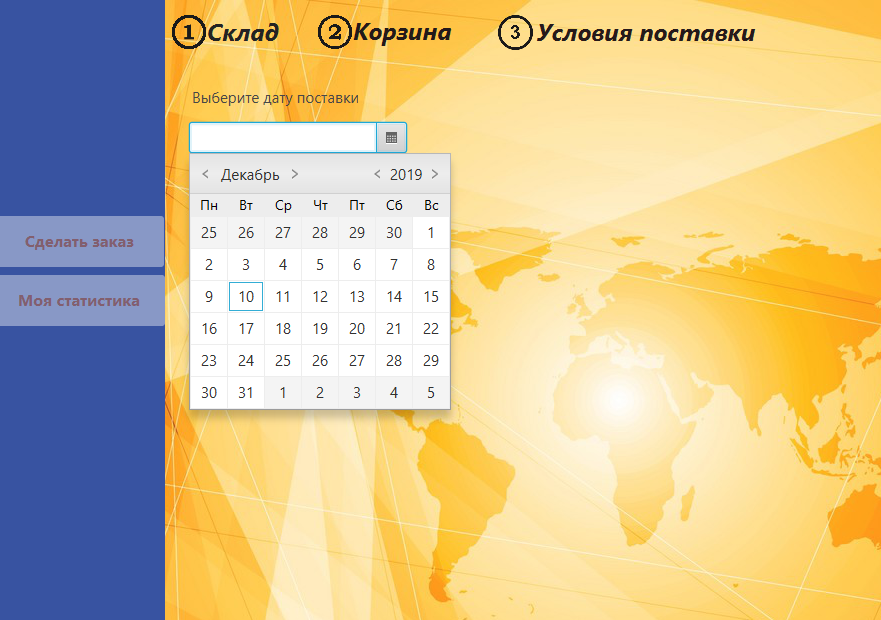 1 Склад 2 Корзина 3 Условия поставки
Выберите дату поставки
< Декабрь > < 2019 >
Пн Вт Ср Чт Пт Сб Вс
25 26 27 28 29 30 1
2 3 4 5 6 7 8
9 10 11 12 13 14 15
16 17 18 19 20 21 22
23 24 25 26 27 28 29
30 31 1 2 3 4 5
Сделать заказ
Моя статистика